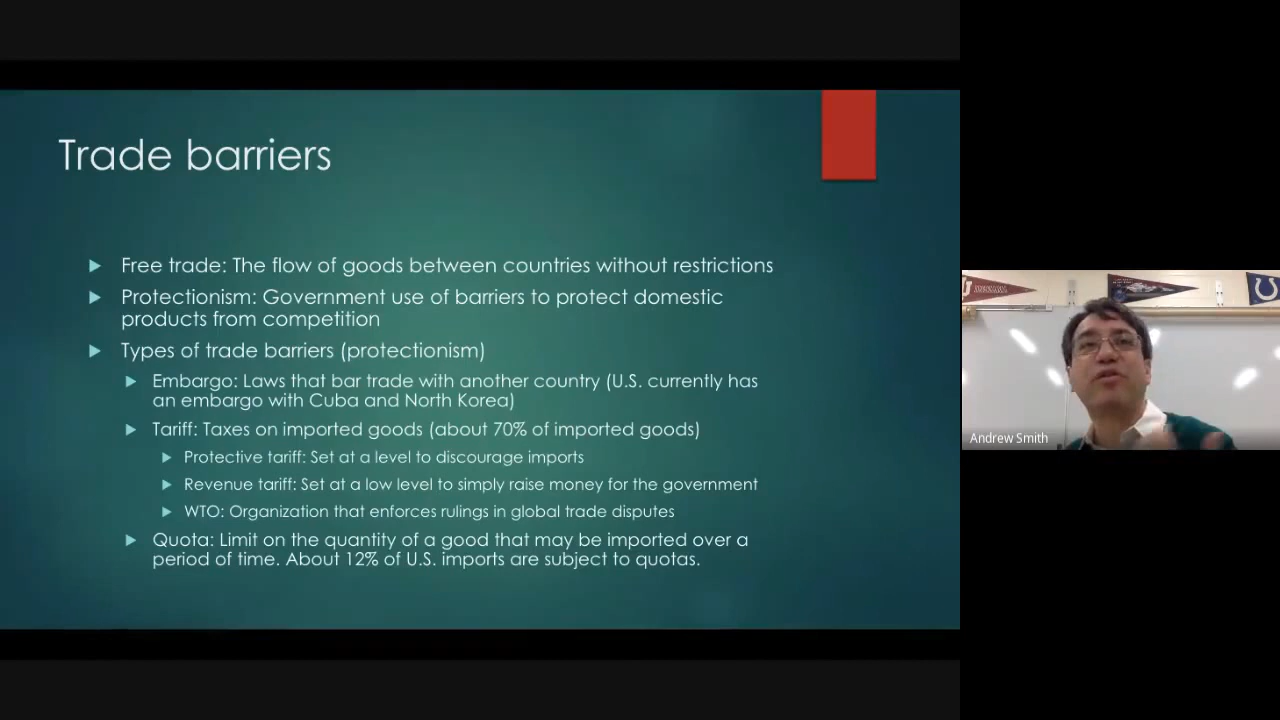 Trade barriers
Free trade: The flow of goods between countries without restrictions
Protectionism: Government use of barriers to protect domestic
products from competition
Types of trade barriers (protectionism)
Embargo: Laws that bar trade with another country (U.S. currently has
an embargo with Cuba and North Korea)
Tariff: Taxes on imported goods (about 70% of imported goods)
Protective tariff: Set at a level to discourage imports
Revenue tariff: Set at a low level to simply raise money for the government
WTO: Organization that enforces rulings in global trade disputes
Quota: Limit on the quantity of a good that may be imported over a
period of time. About 12% of U.S. imports are subject to quotas.
Andrew Smith